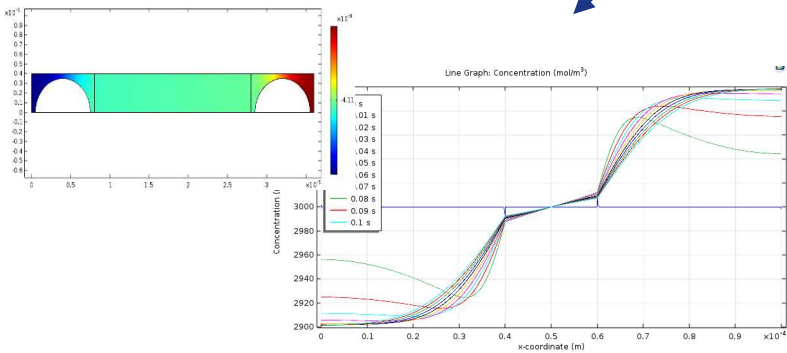 ×10⁻⁵
0.9
0.8
0.7
0.6
0.5
0.4
0.3
0.2
0.1
0
-0.1
-0.2
-0.3
-0.4
-0.5
-0.6
0 0.5 1 1.5 2 2.5 3
-4.11
Line Graph: Concentration (mol/m³)
s
.01 s
.02 s
.03 s
.04 s
.05 s
.06 s
.07 s
0.08 s
0.09 s
0.1 s
Concentration
3000
2980
2960
2940
2920
2900
0 0.1 0.2 0.3 0.4 0.5 0.6 0.7 0.8 0.9 1
×10⁻⁴
x-coordinate (m)